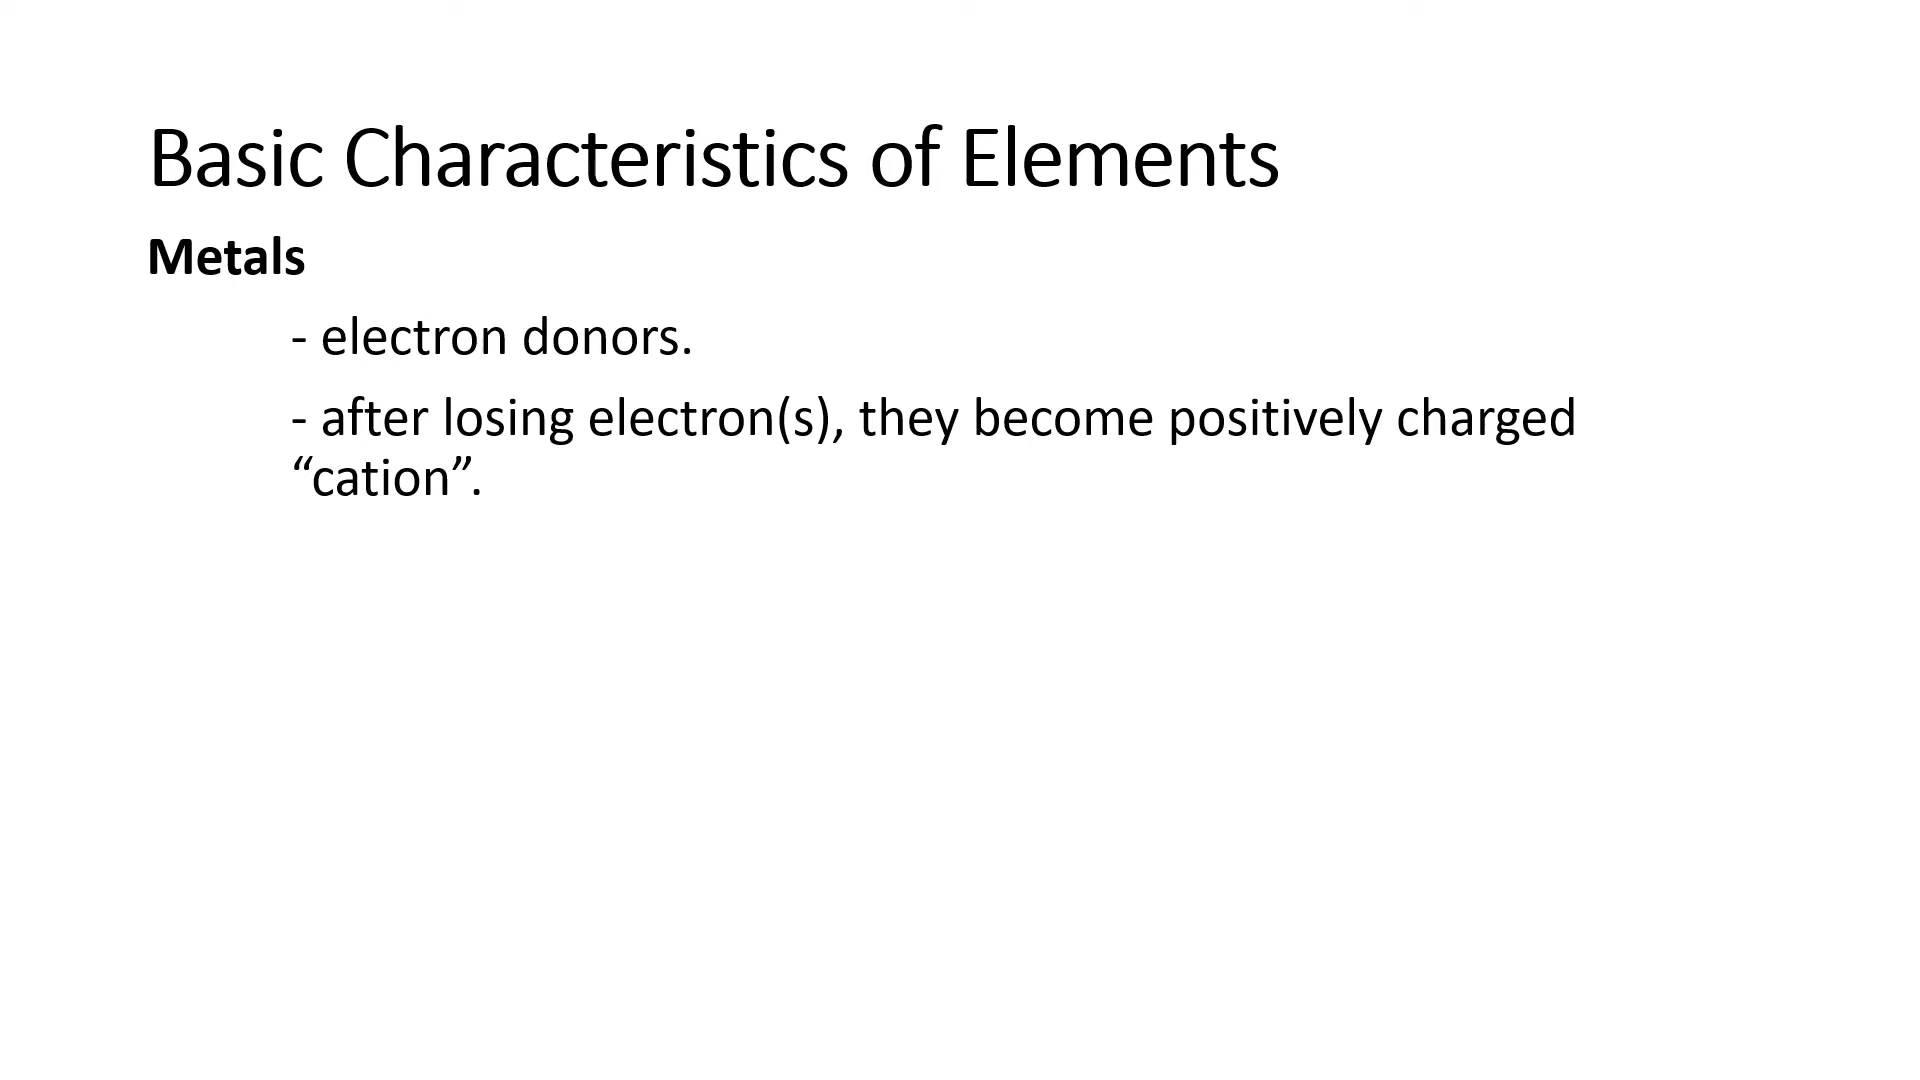 Basic Characteristics of Elements
Metals
- electron donors.
- after losing electron(s), they become positively charged
“cation”.